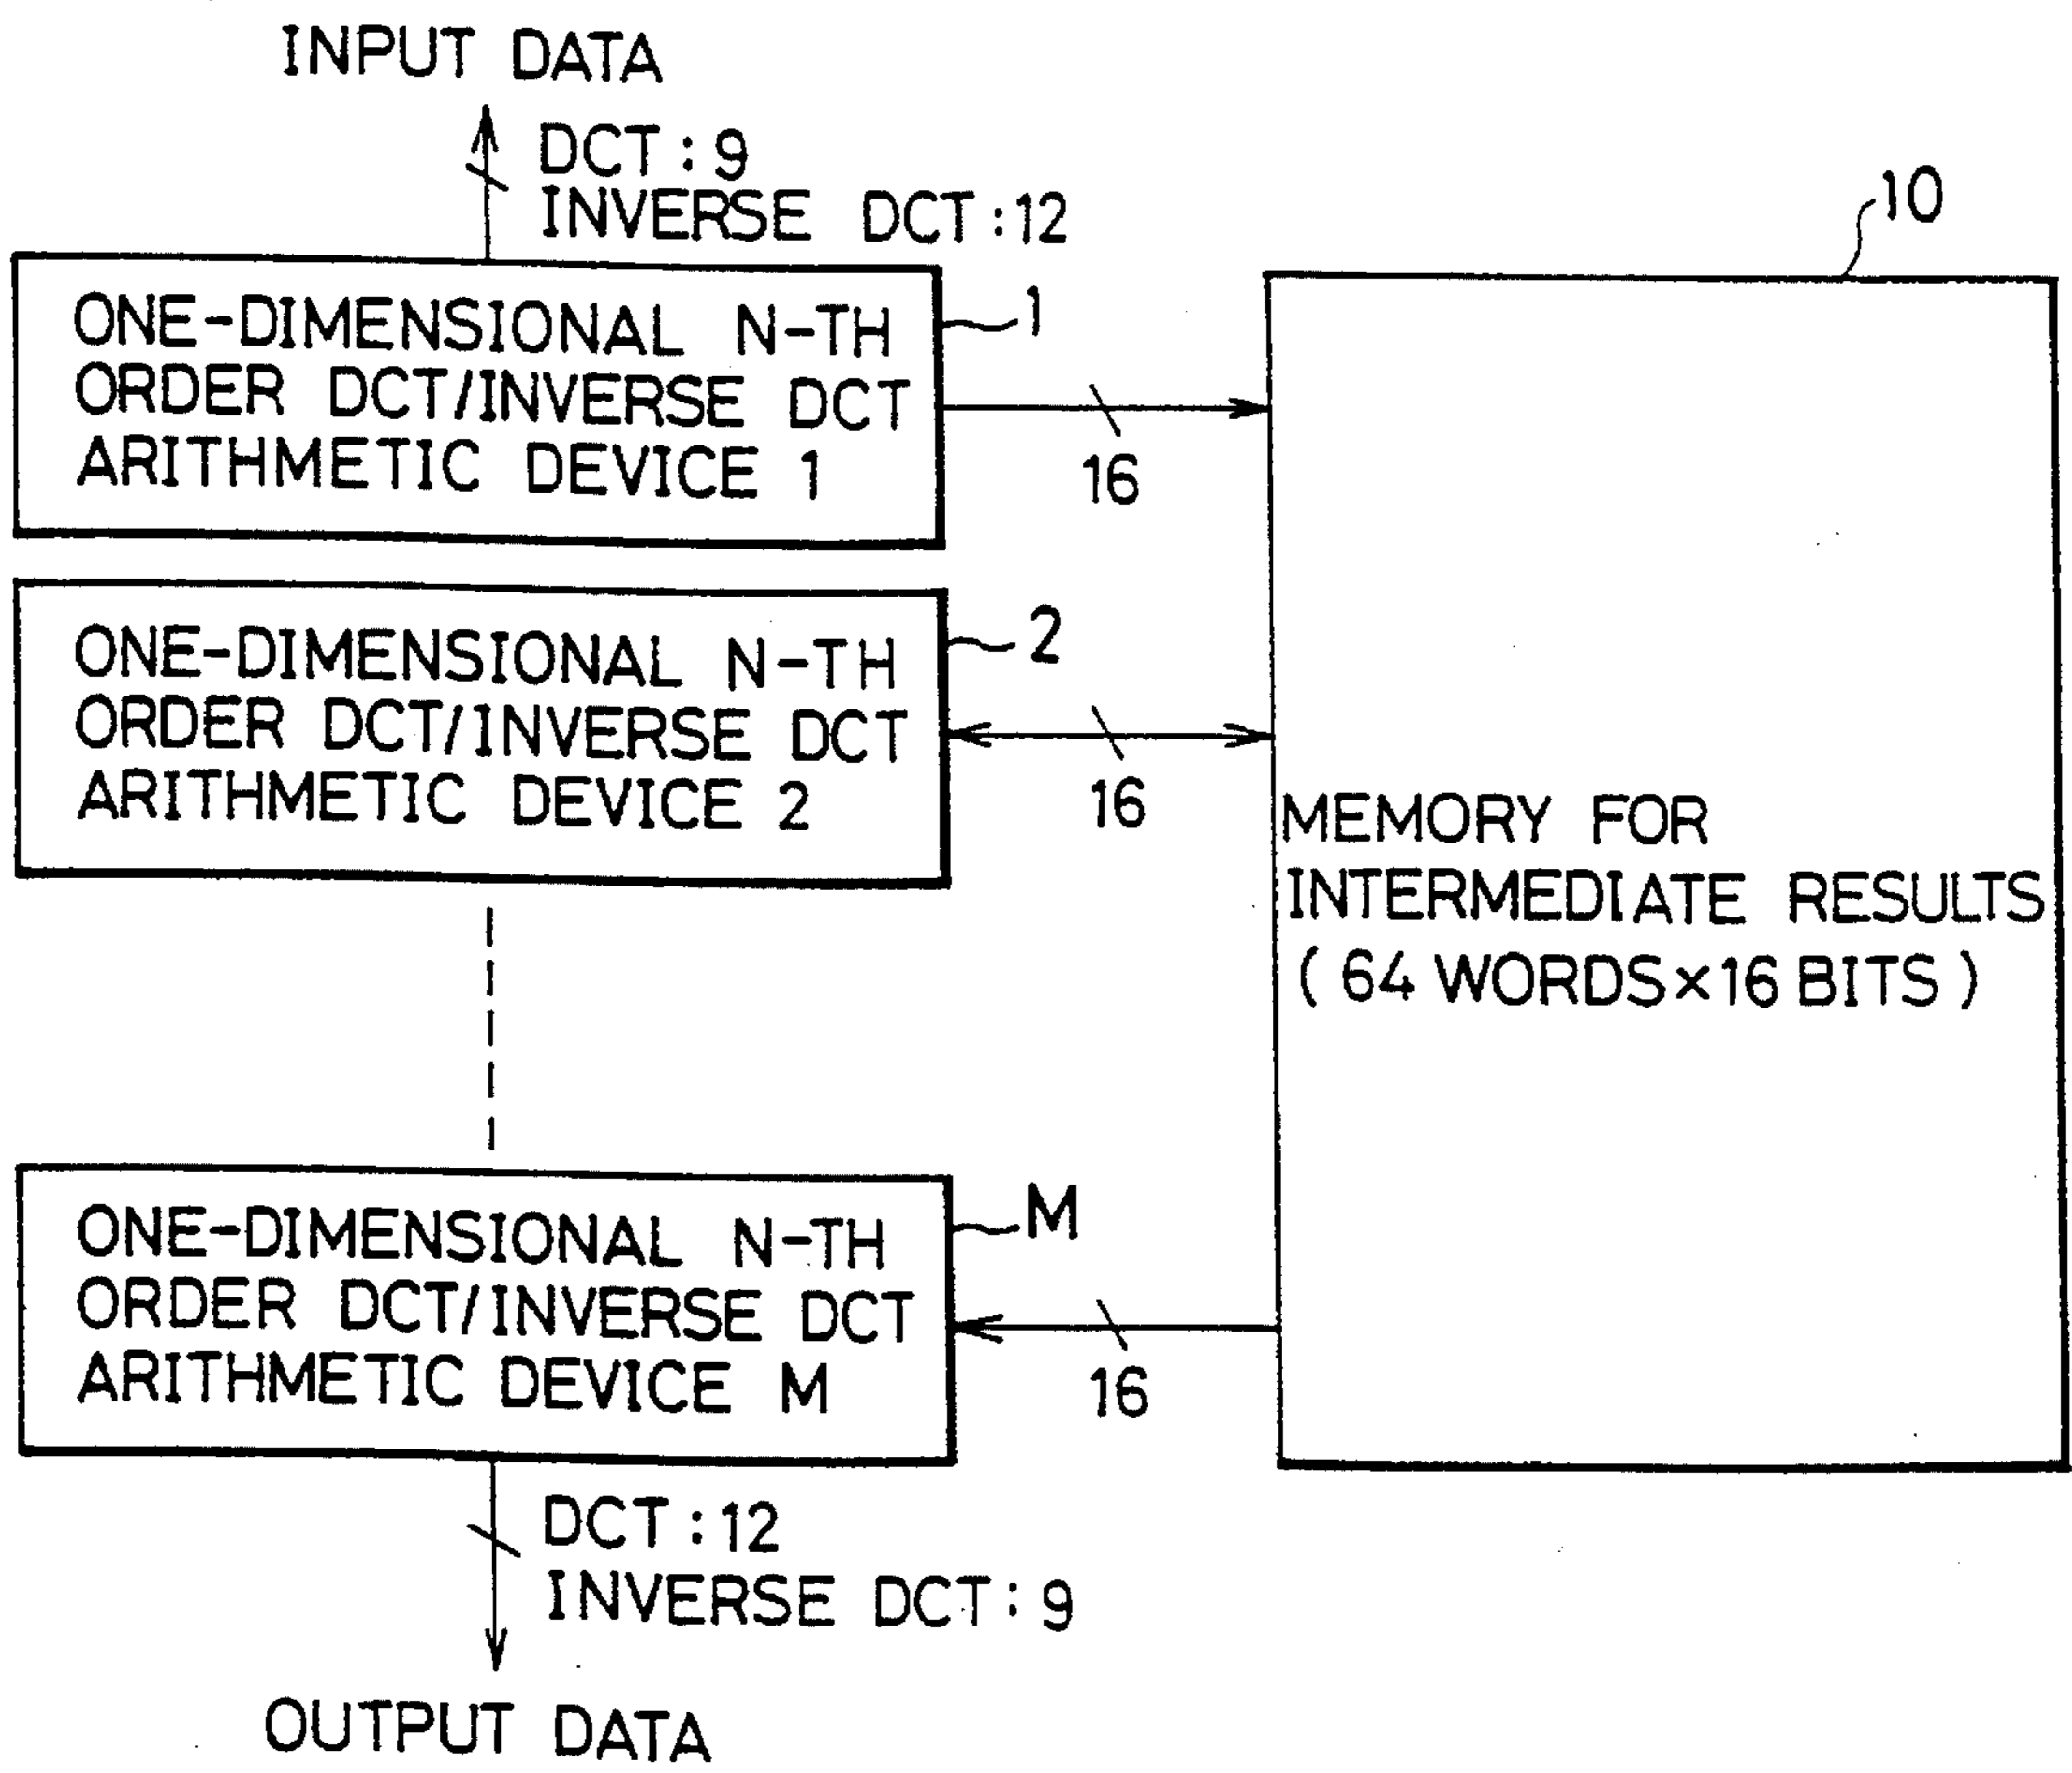 INPUT DATA
DCT : 9
INVERSE DCT : 12
10
ONE-DIMENSIONAL N-TH
ORDER DCT/INVERSE DCT
ARITHMETIC DEVICE 1
1
16
ONE-DIMENSIONAL N-TH
ORDER DCT/INVERSE DCT
ARITHMETIC DEVICE 2
2
16
MEMORY FOR
INTERMEDIATE RESULTS
( 64 WORDS×16 BITS )
ONE-DIMENSIONAL N-TH
ORDER DCT/INVERSE DCT
ARITHMETIC DEVICE M
M
16
DCT : 12
INVERSE DCT : 9
OUTPUT DATA